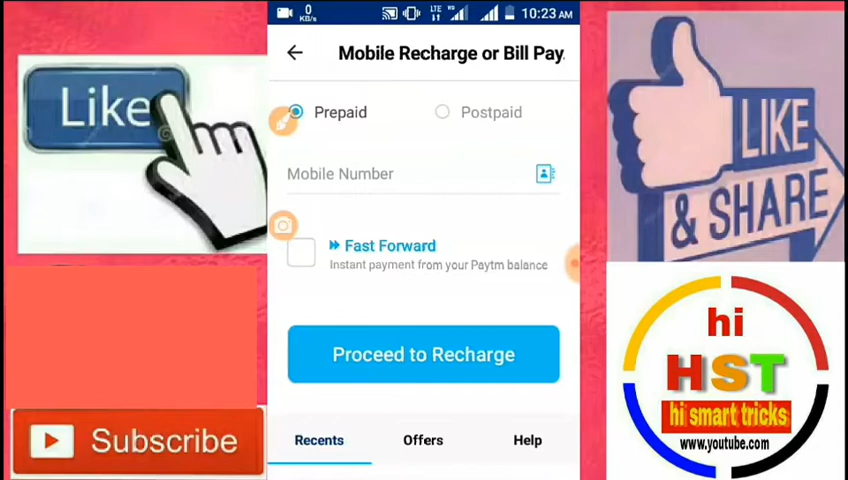 0
KB/s
LTE
10:23 AM
Mobile Recharge or Bill Pay.
Prepaid
Postpaid
Mobile Number
Fast Forward
Instant payment from your Paytm balance
Proceed to Recharge
Recents
Offers
Help
Like
Subscribe
LIKE
& SHARE
hi
HST
hi smart tricks
www.youtube.com